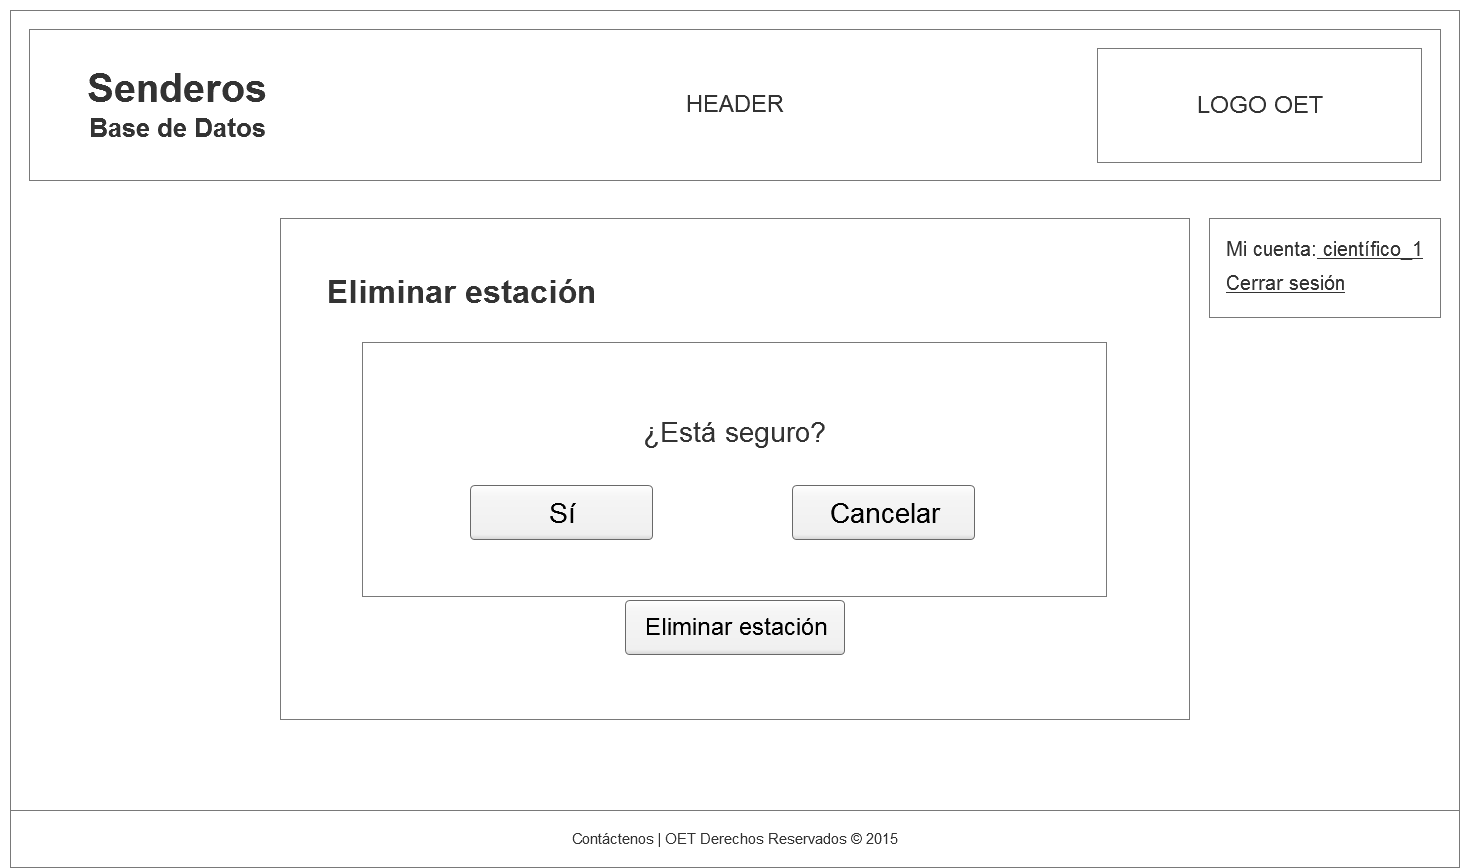 Senderos
Base de Datos
HEADER
LOGO OET
Mi cuenta: científico_1
Cerrar sesión
Eliminar estación
¿Está seguro?
Sí
Cancelar
Eliminar estación
Contáctenos | OET Derechos Reservados © 2015